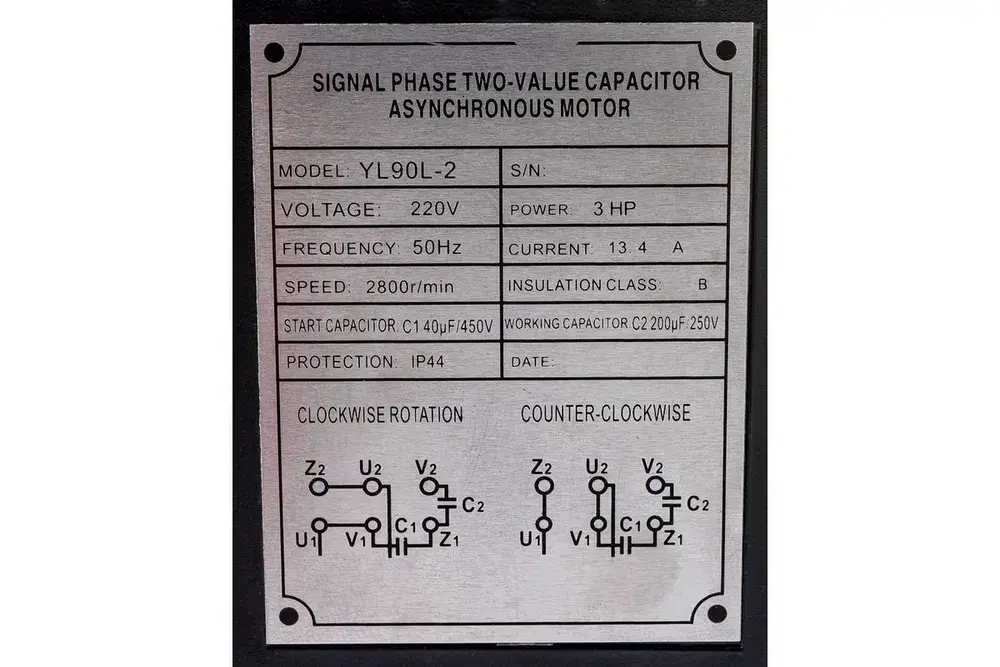 SIGNAL PHASE TWO-VALUE CAPACITOR
ASYNCHRONOUS MOTOR
MODEL: YL90L-2 S/N:
VOLTAGE: 220V POWER: 3 HP
FREQUENCY: 50Hz CURRENT: 13.4 A
SPEED: 2800r/min INSULATION CLASS: B
START CAPACITOR: C1 40μF/450V WORKING CAPACITOR: C2 200μF/250V
PROTECTION: IP44 DATE:
CLOCKWISE ROTATION COUNTER-CLOCKWISE
Z2 U2 V2 Z2 U2 V2
C2 C2
U1 V1 C1 Z1 U1 V1 C1 Z1